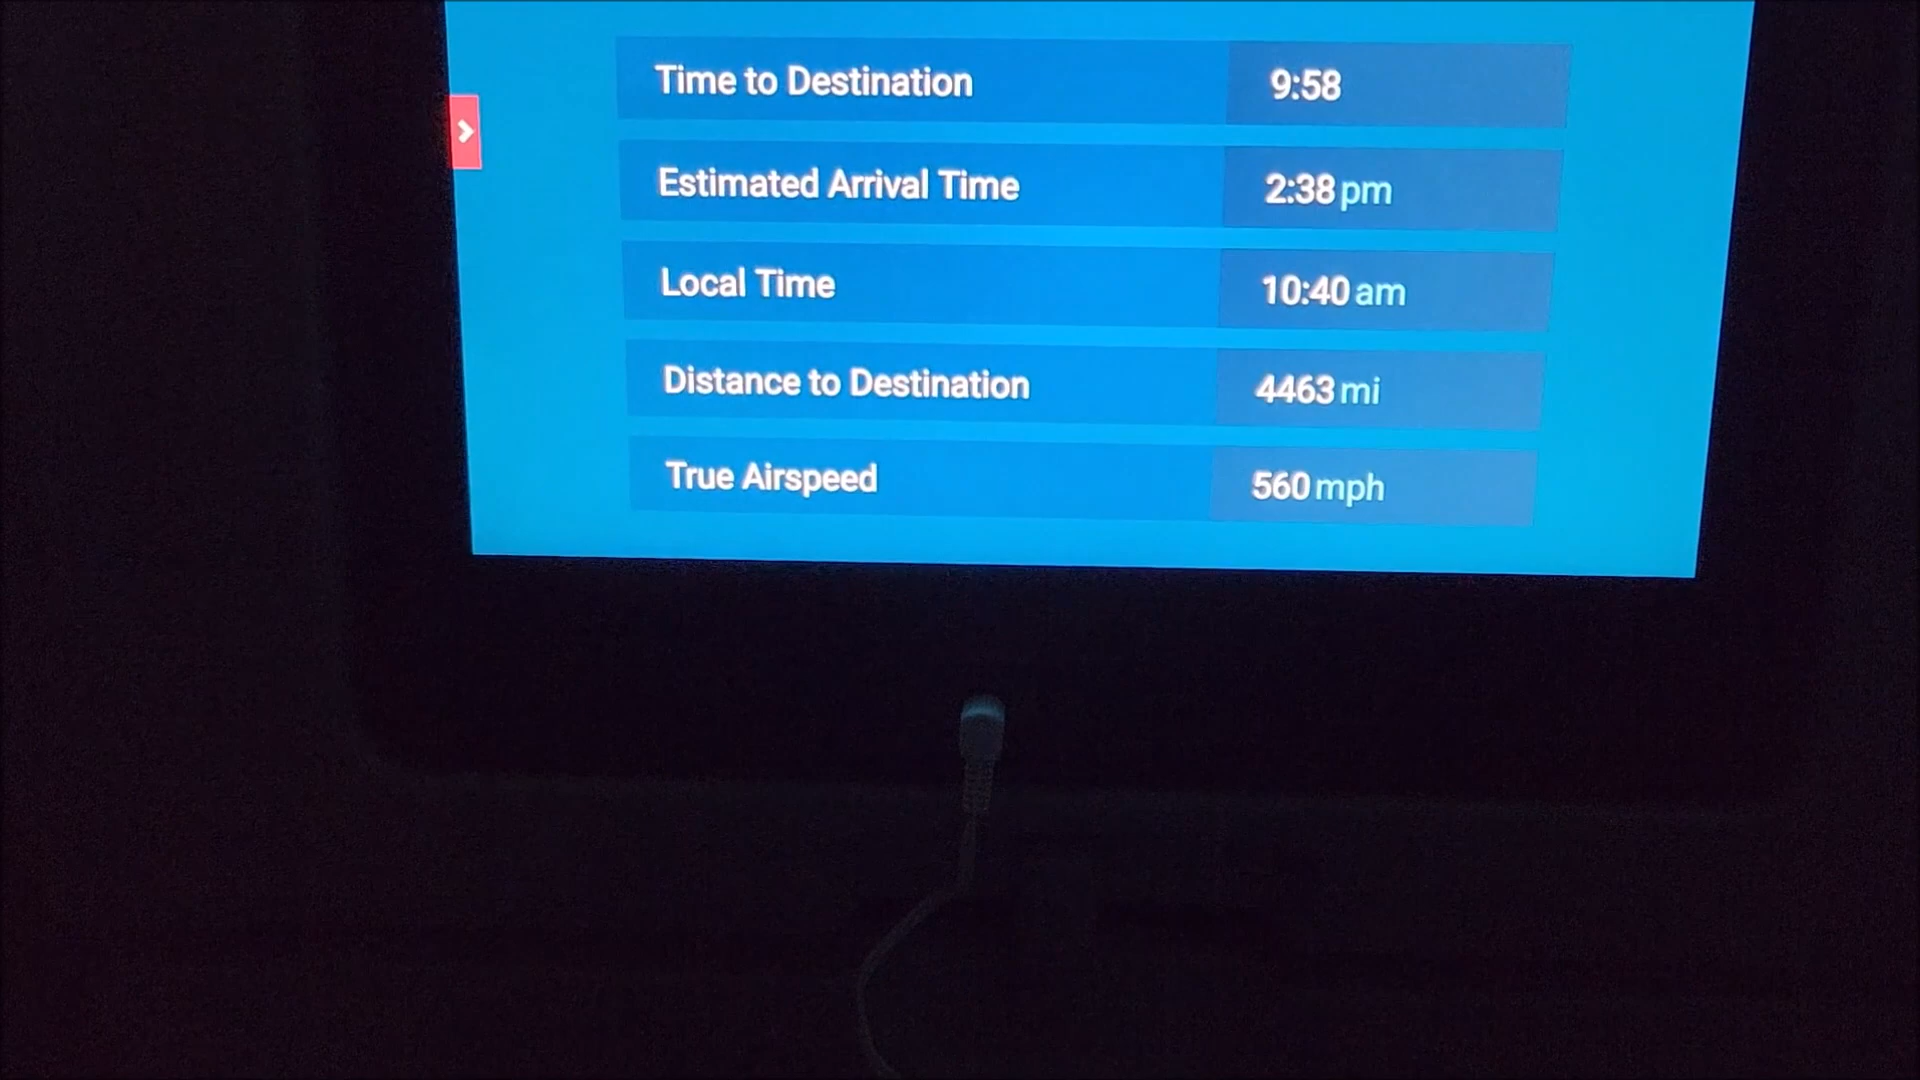 Time to Destination 9:58
Estimated Arrival Time 2:38 pm
Local Time 10:40 am
Distance to Destination 4463 mi
True Airspeed 560 mph